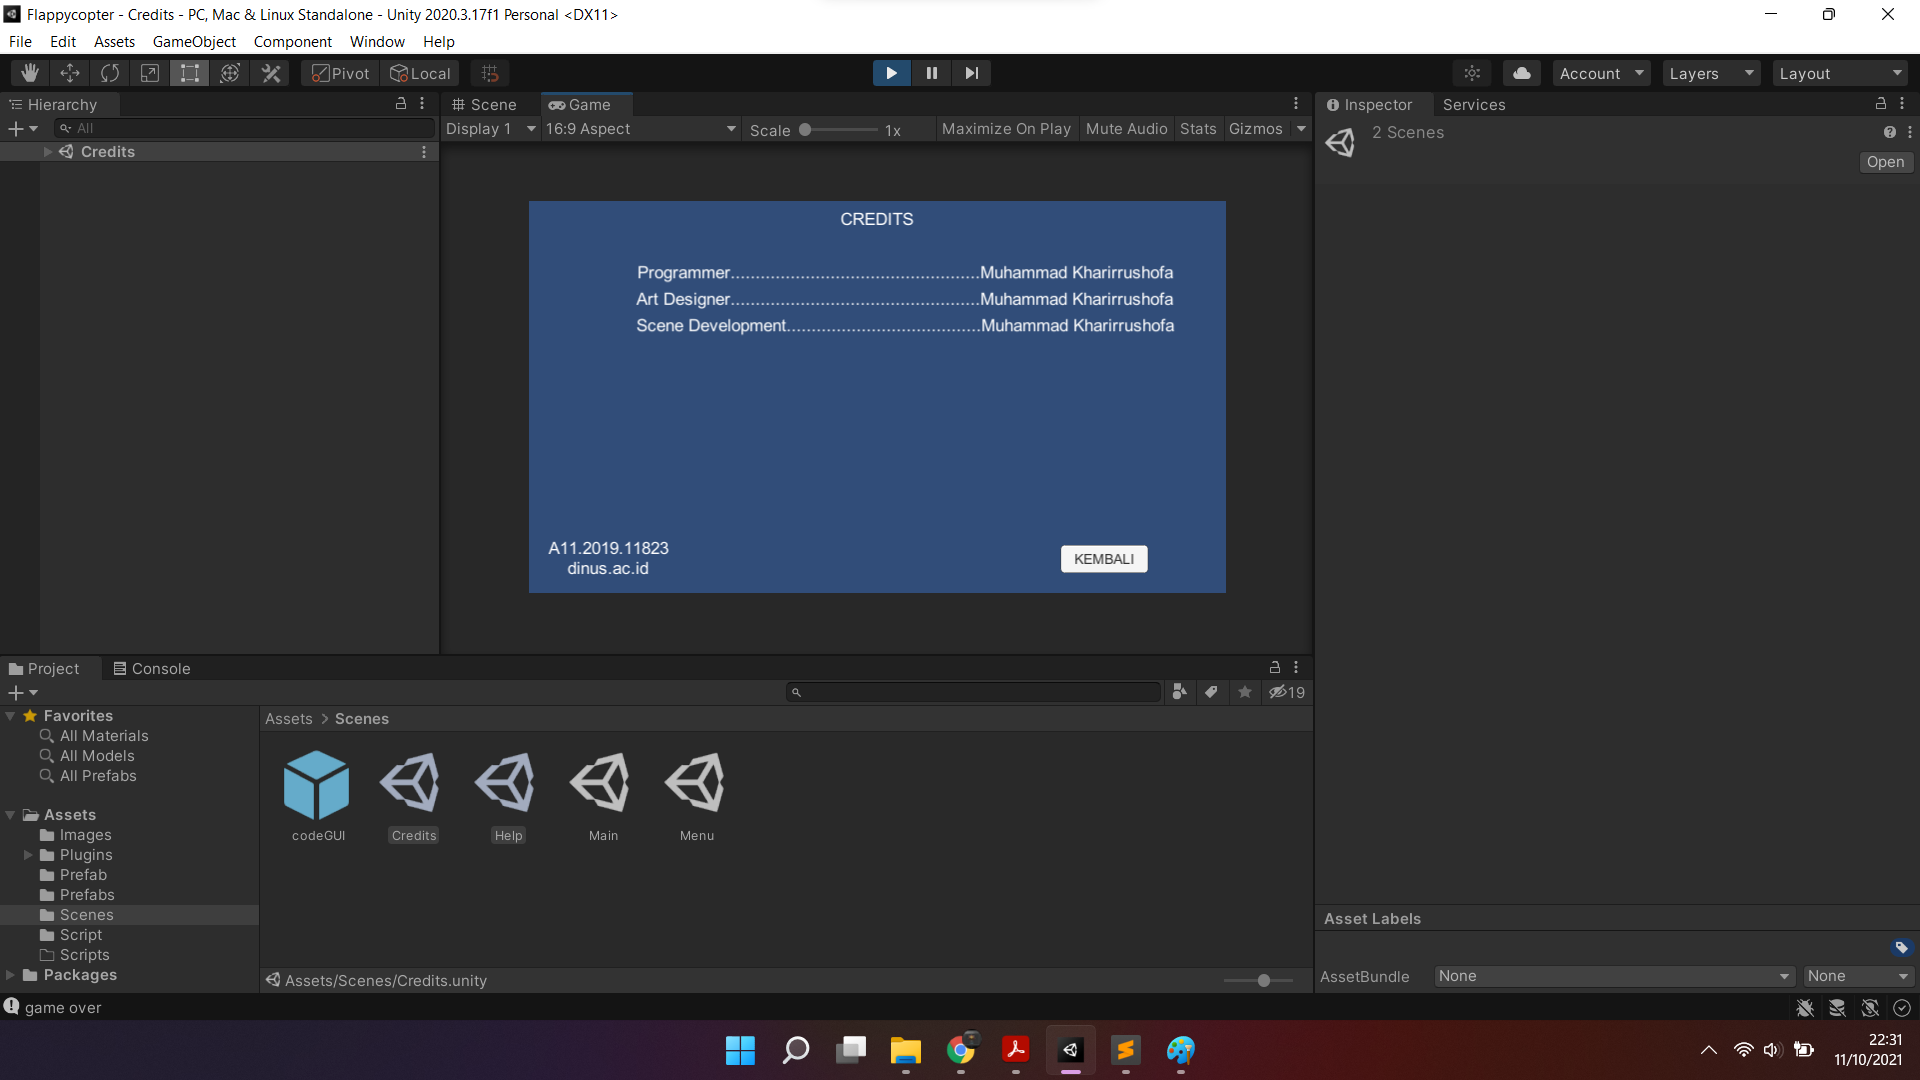 Flappycopter - Credits - PC, Mac & Linux Standalone - Unity 2020.3.17f1 Personal <DX11>
File Edit Assets GameObject Component Window Help
Pivot Local Account Layers Layout
Hierarchy
All
Credits
Scene Game
Display 1 16:9 Aspect Scale 1x Maximize On Play Mute Audio Stats Gizmos
CREDITS
Programmer..................................................Muhammad Kharirrushofa
Art Designer..................................................Muhammad Kharirrushofa
Scene Development.......................................Muhammad Kharirrushofa
A11.2019.11823
dinus.ac.id
KEMBALI
Inspector Services
2 Scenes
Open
Project Console
19
Favorites
All Materials
All Models
All Prefabs
Assets
Images
Plugins
Prefab
Prefabs
Scenes
Script
Scripts
Packages
Assets > Scenes
codeGUI Credits Help Main Menu
Assets/Scenes/Credits.unity
Asset Labels
AssetBundle None None
game over
22:31
11/10/2021